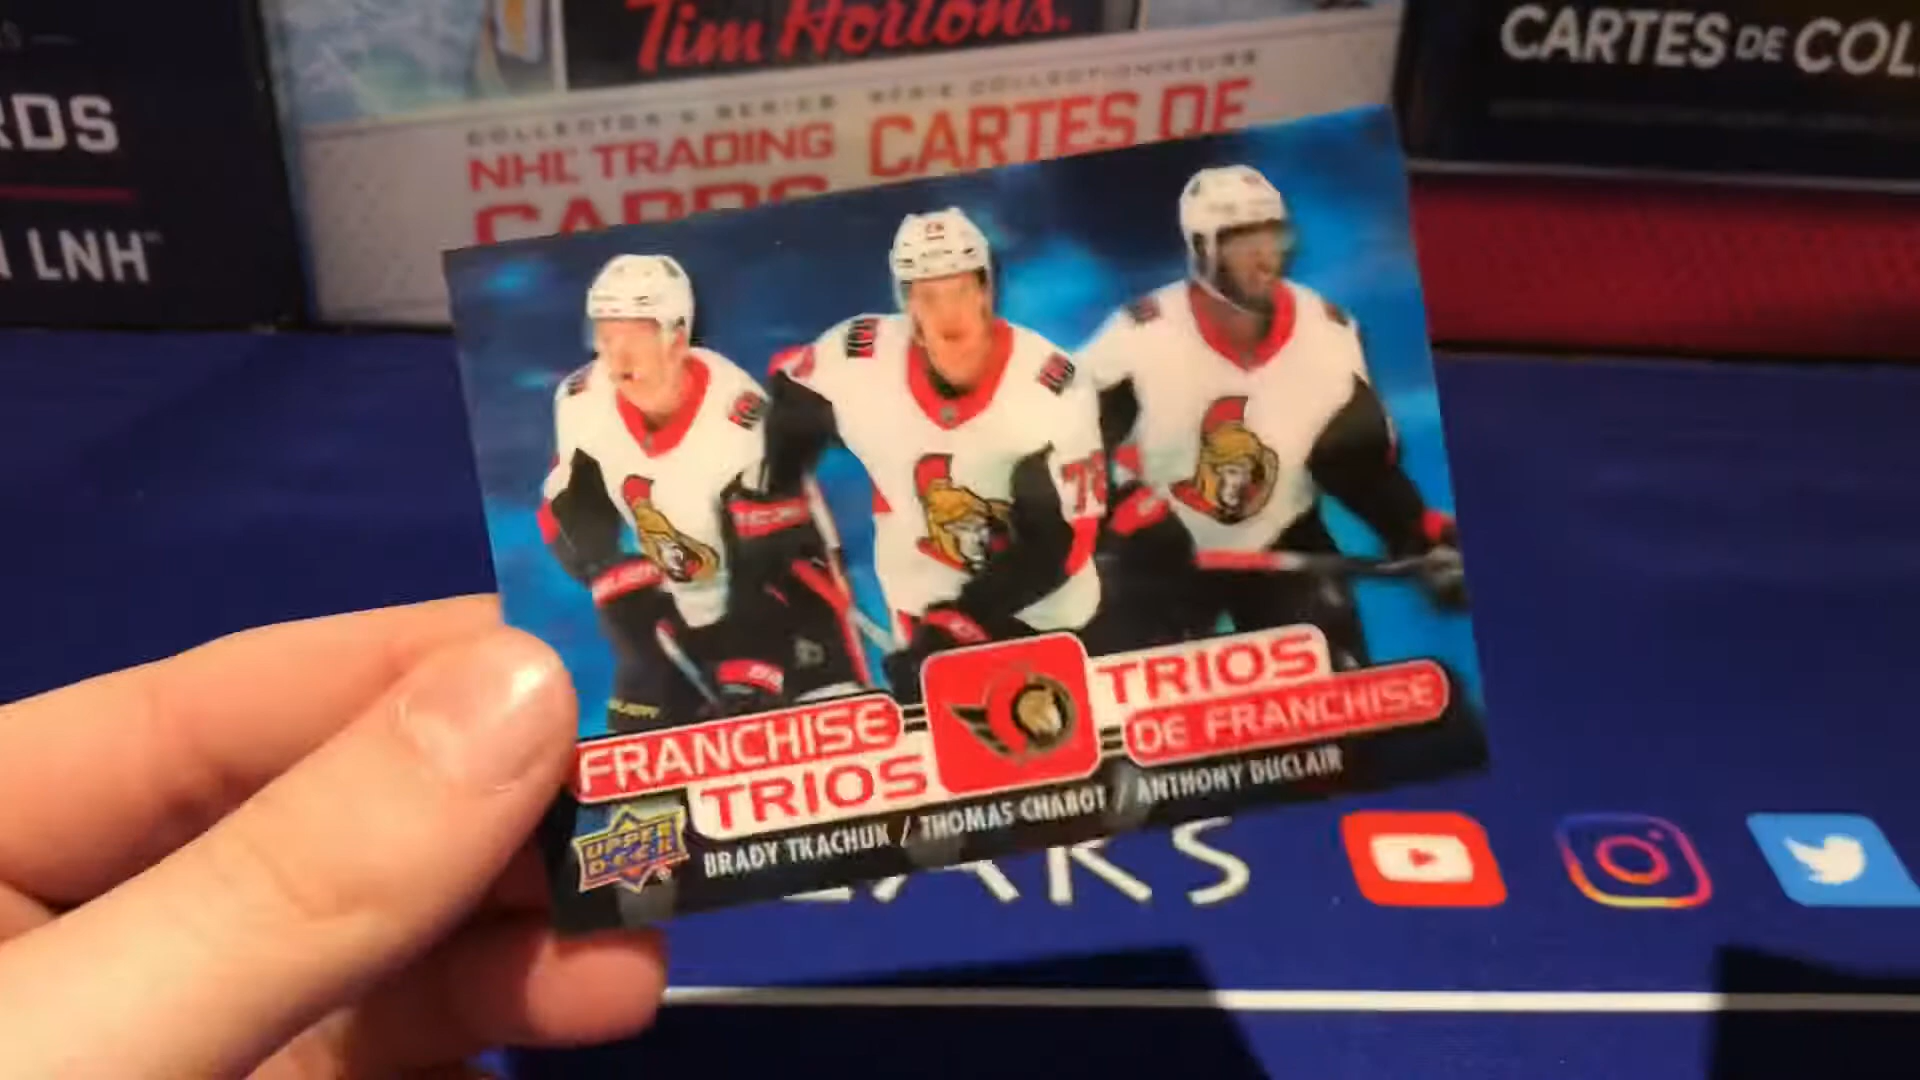 Tim Hortons.
CARTES DE COL
RDS
COLLECTOR'S SERIES SÉRIE COLLECTIONNEURS
NHL TRADING CARTES DE
CARDS
LNH
78
FRANCHISE TRIOS
TRIOS DE FRANCHISE
UPPER DECK
BRADY TKACHUK / THOMAS CHABOT / ANTHONY DUCLAIR